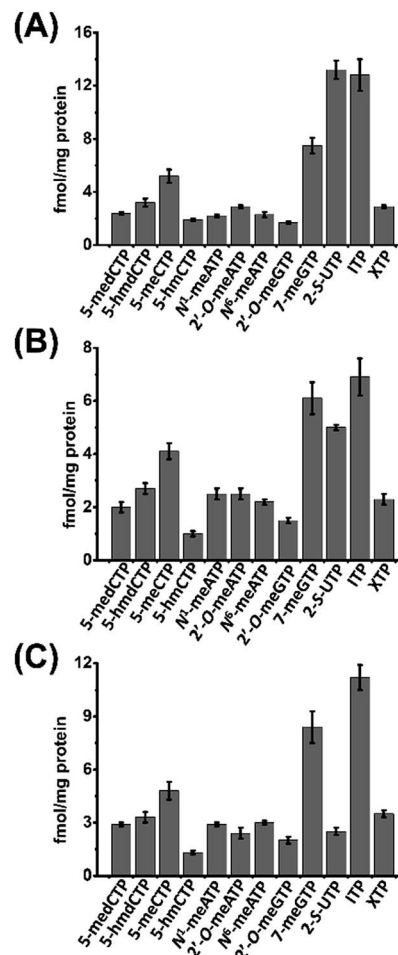 (A)
fmol/mg protein
16
12
8
4
0
5-medCTP
5-hmdCTP
5-meCTP
5-hmCTP
N¹-meATP
2'-O-meATP
N⁶-meATP
2'-O-meGTP
7-meGTP
2-S-UTP
ITP
XTP
(B)
fmol/mg protein
8
6
4
2
0
5-medCTP
5-hmdCTP
5-meCTP
5-hmCTP
N¹-meATP
2'-O-meATP
N⁶-meATP
2'-O-meGTP
7-meGTP
2-S-UTP
ITP
XTP
(C)
fmol/mg protein
12
9
6
3
0
5-medCTP
5-hmdCTP
5-meCTP
5-hmCTP
N¹-meATP
2'-O-meATP
N⁶-meATP
2'-O-meGTP
7-meGTP
2-S-UTP
ITP
XTP